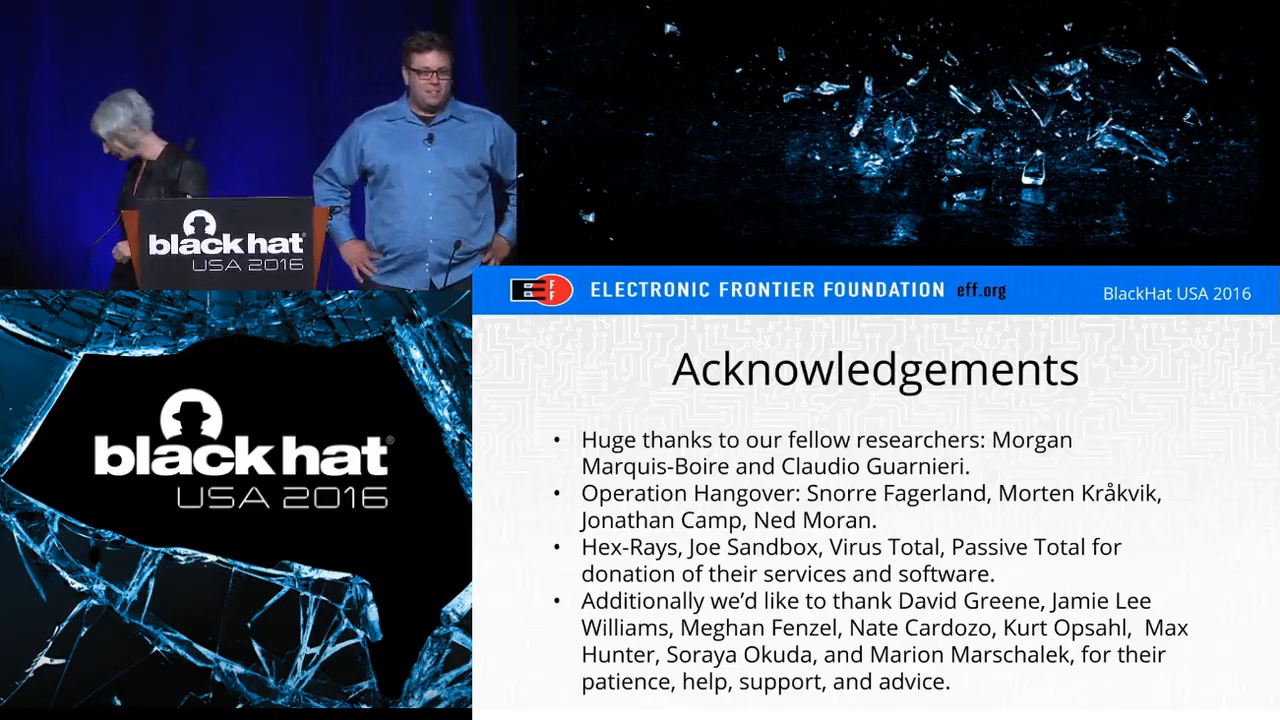 black hat
USA 2016
EFF
ELECTRONIC FRONTIER FOUNDATION eff.org
BlackHat USA 2016
black hat®
USA 2016
Acknowledgements
• Huge thanks to our fellow researchers: Morgan
Marquis-Boire and Claudio Guarnieri.
• Operation Hangover: Snorre Fagerland, Morten Kråkvik,
Jonathan Camp, Ned Moran.
• Hex-Rays, Joe Sandbox, Virus Total, Passive Total for
donation of their services and software.
• Additionally we’d like to thank David Greene, Jamie Lee
Williams, Meghan Fenzel, Nate Cardozo, Kurt Opsahl, Max
Hunter, Soraya Okuda, and Marion Marschalek, for their
patience, help, support, and advice.